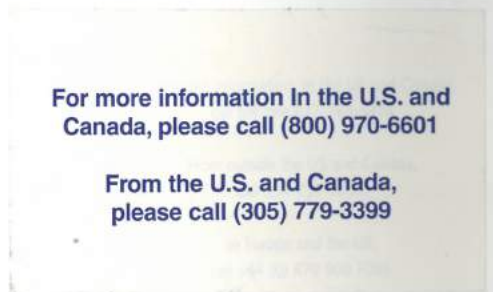 For more information In the U.S. and
Canada, please call (800) 970-6601
From the U.S. and Canada,
please call (305) 779-3399